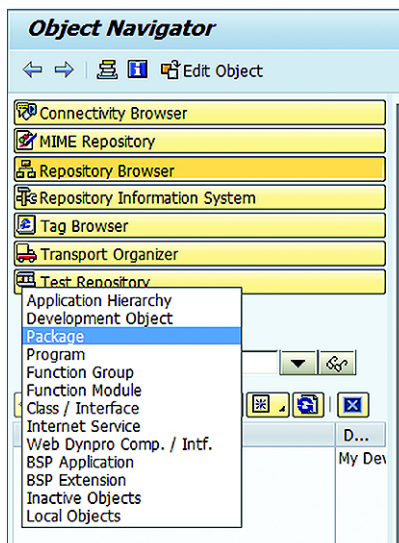 Object Navigator
Edit Object
Connectivity Browser
MIME Repository
Repository Browser
Repository Information System
Tag Browser
Transport Organizer
Test Repository
Application Hierarchy
Development Object
Package
Program
Function Group
Function Module
Class / Interface
Internet Service
Web Dynpro Comp. / Intf.
BSP Application
BSP Extension
Inactive Objects
Local Objects
D...
My Dev